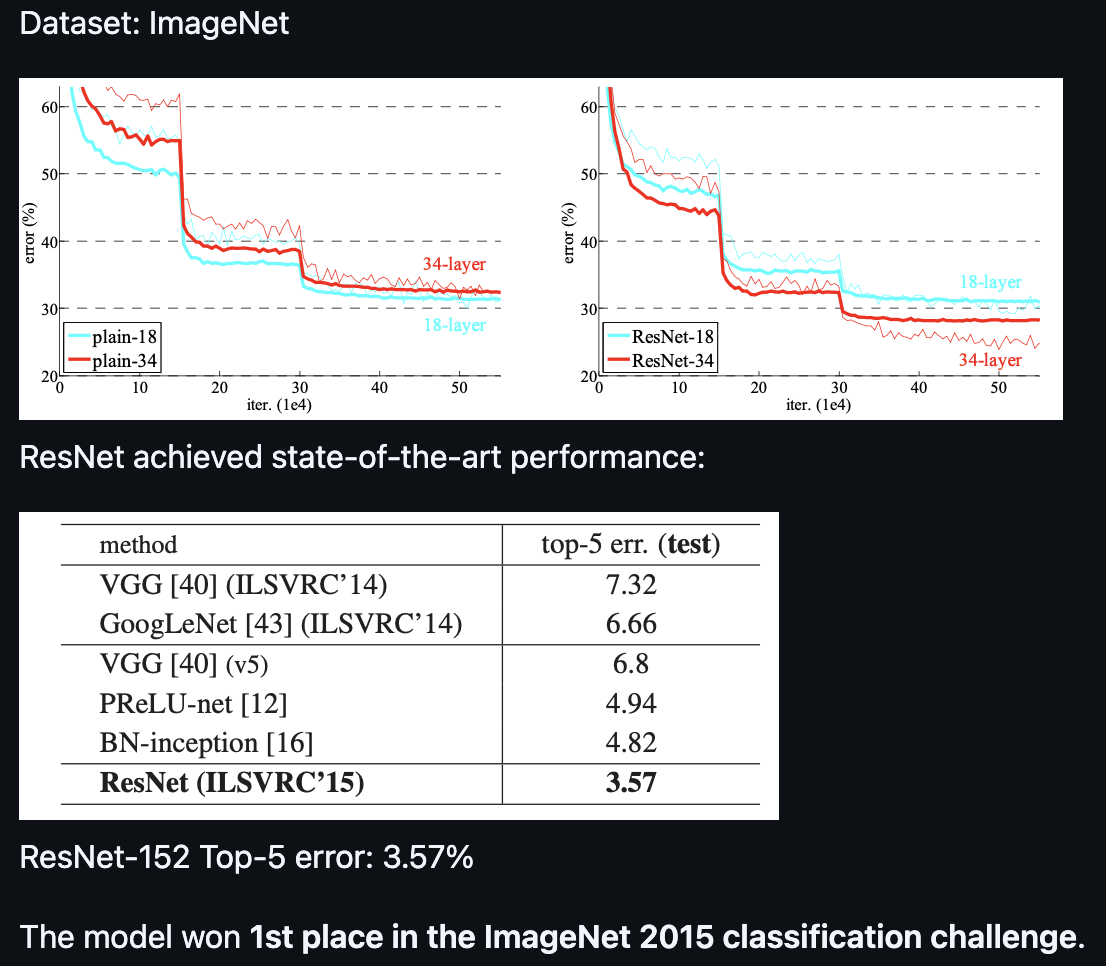 Dataset: ImageNet
60
50
40
30
20
error (%)
34-layer
18-layer
plain-18
plain-34
0 10 20 30 40 50
iter. (1e4)
60
50
40
30
20
error (%)
18-layer
34-layer
ResNet-18
ResNet-34
0 10 20 30 40 50
iter. (1e4)
ResNet achieved state-of-the-art performance:
method top-5 err. (test)
VGG [40] (ILSVRC’14) 7.32
GoogLeNet [43] (ILSVRC’14) 6.66
VGG [40] (v5) 6.8
PReLU-net [12] 4.94
BN-inception [16] 4.82
ResNet (ILSVRC’15) 3.57
ResNet-152 Top-5 error: 3.57%
The model won 1st place in the ImageNet 2015 classification challenge.